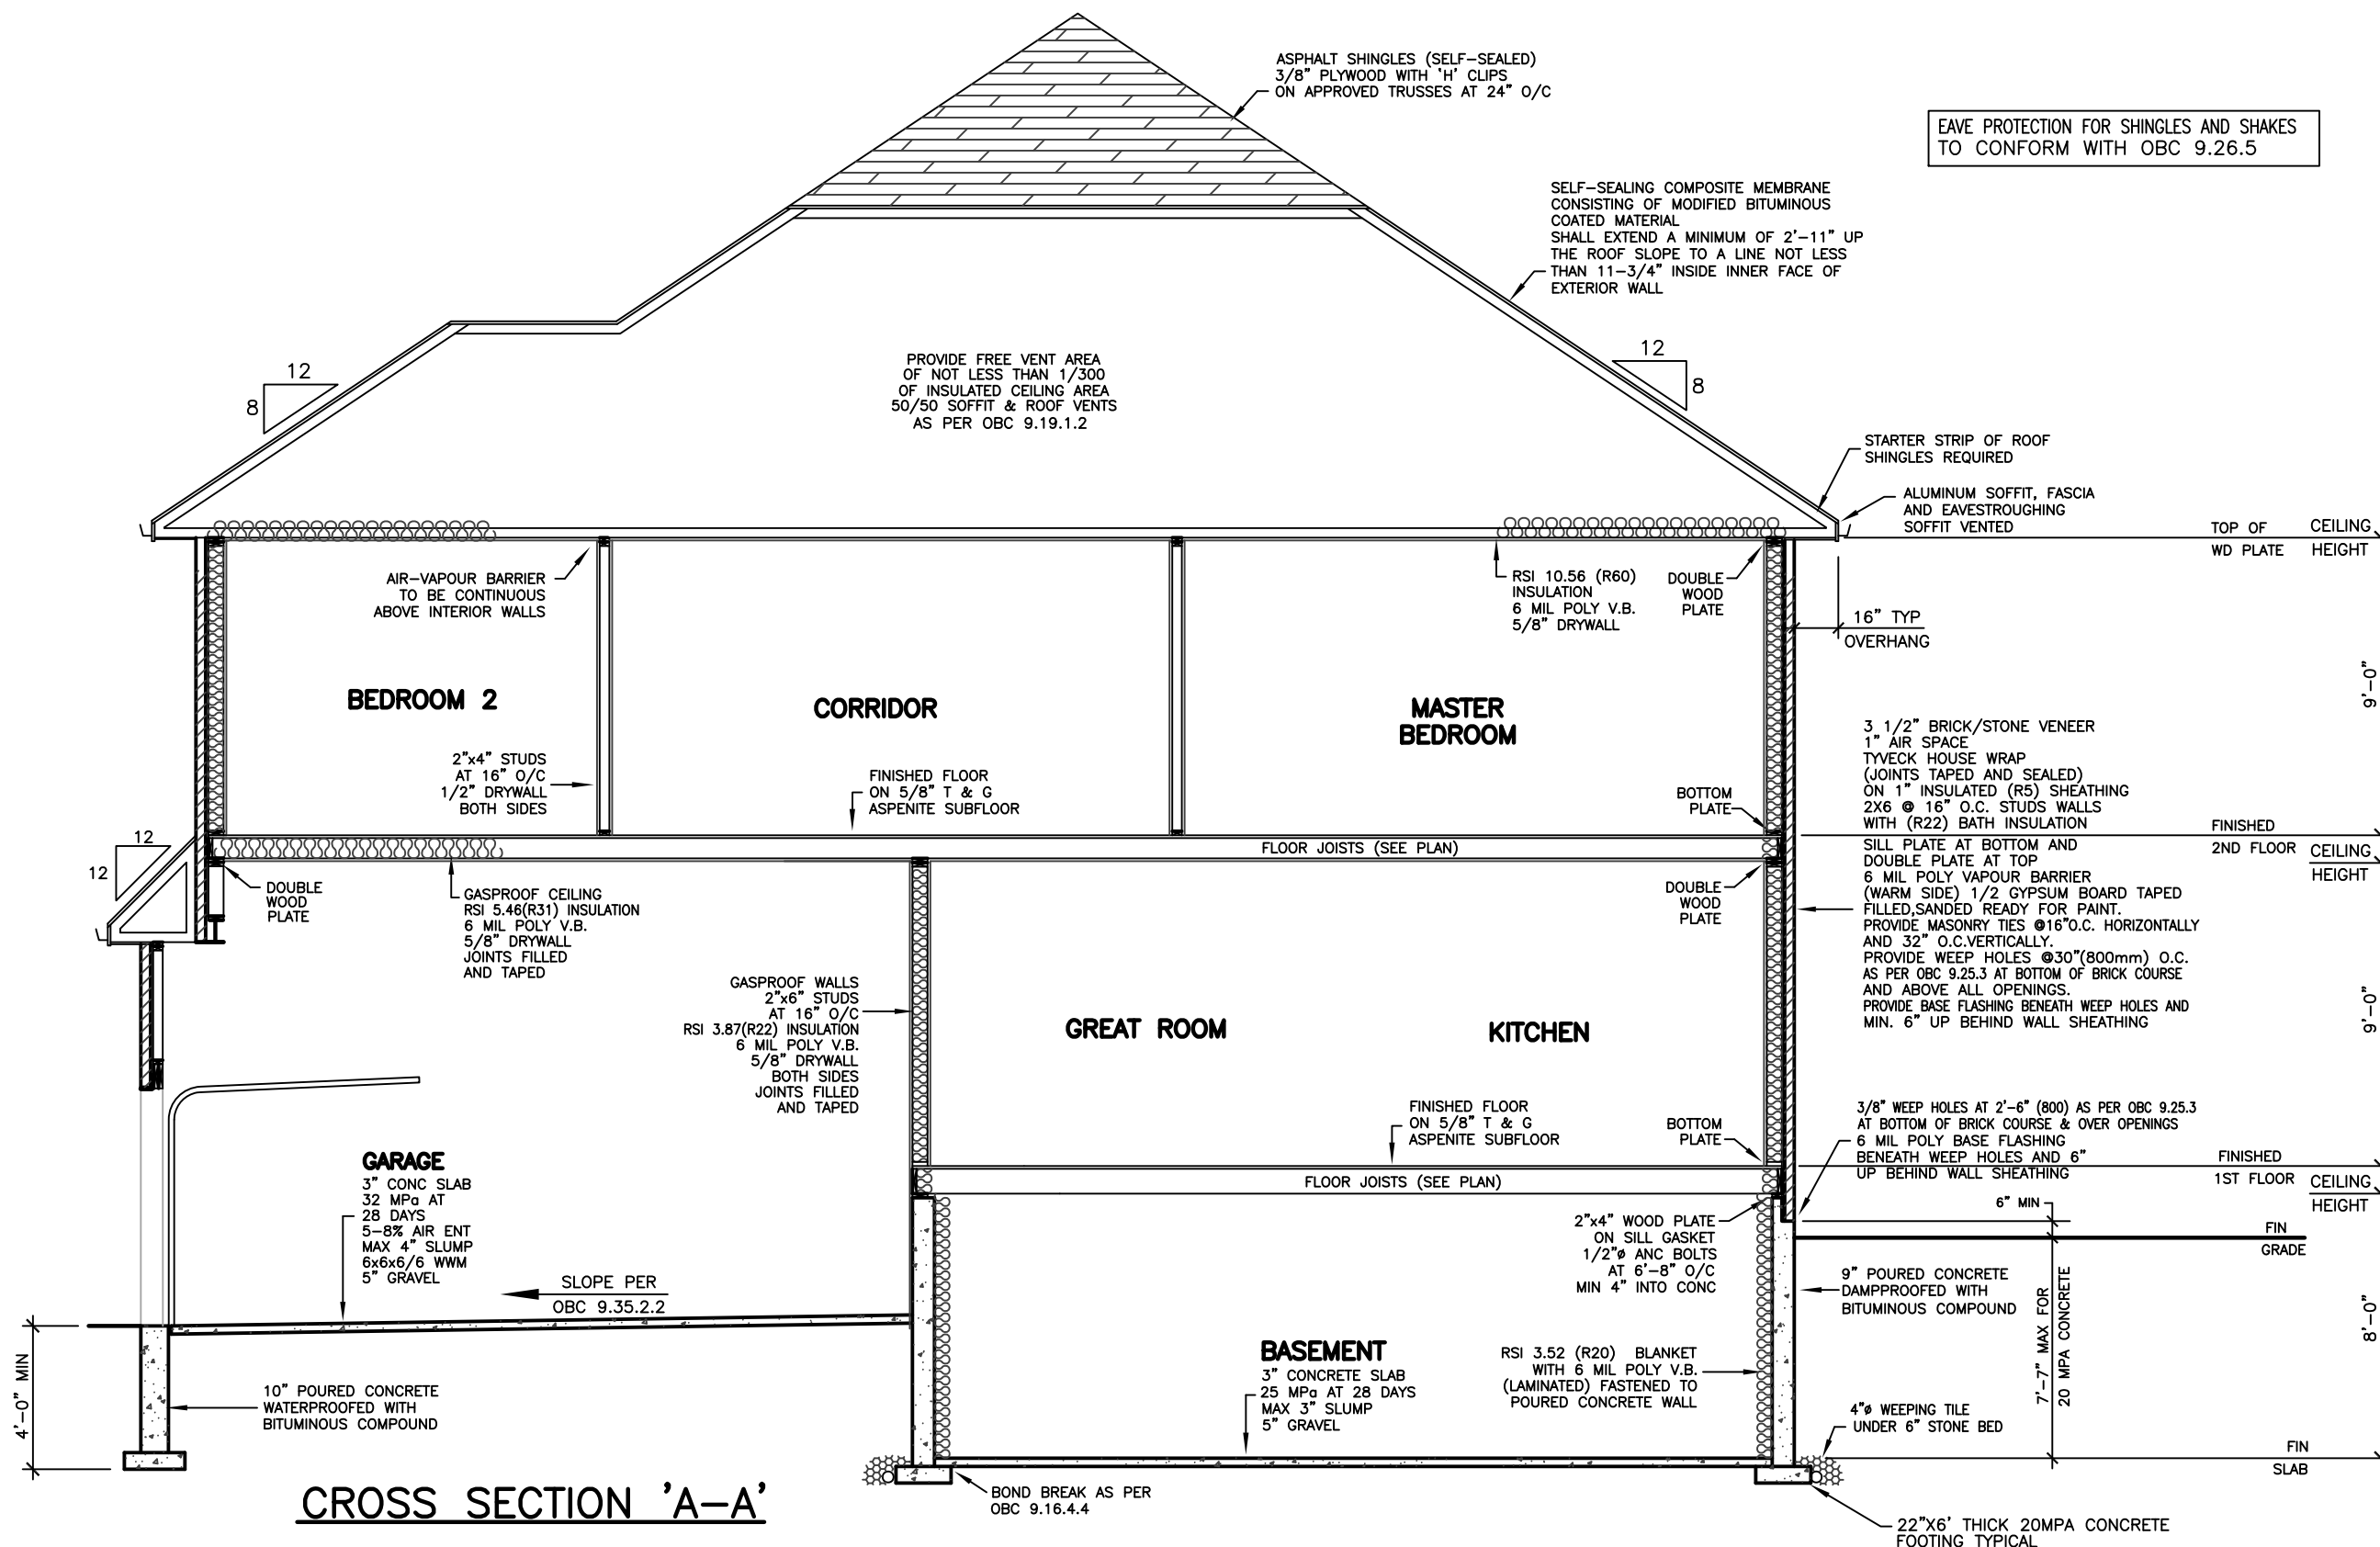 ASPHALT SHINGLES (SELF-SEALED)
3/8" PLYWOOD WITH 'H' CLIPS
ON APPROVED TRUSSES AT 24" O/C
EAVE PROTECTION FOR SHINGLES AND SHAKES
TO CONFORM WITH OBC 9.26.5
SELF-SEALING COMPOSITE MEMBRANE
CONSISTING OF MODIFIED BITUMINOUS
COATED MATERIAL
SHALL EXTEND A MINIMUM OF 2'-11" UP
THE ROOF SLOPE TO A LINE NOT LESS
THAN 11-3/4" INSIDE INNER FACE OF
EXTERIOR WALL
12
8
PROVIDE FREE VENT AREA
OF NOT LESS THAN 1/300
OF INSULATED CEILING AREA
50/50 SOFFIT & ROOF VENTS
AS PER OBC 9.19.1.2
12
8
STARTER STRIP OF ROOF
SHINGLES REQUIRED
ALUMINUM SOFFIT, FASCIA
AND EAVESTROUGHING
SOFFIT VENTED
TOP OF
WD PLATE
CEILING
HEIGHT
AIR-VAPOUR BARRIER
TO BE CONTINUOUS
ABOVE INTERIOR WALLS
RSI 10.56 (R60)
INSULATION
6 MIL POLY V.B.
5/8" DRYWALL
DOUBLE
WOOD
PLATE
16" TYP
OVERHANG
9'-0"
BEDROOM 2
CORRIDOR
MASTER
BEDROOM
2"x4" STUDS
AT 16" O/C
1/2" DRYWALL
BOTH SIDES
FINISHED FLOOR
ON 5/8" T & G
ASPENITE SUBFLOOR
BOTTOM
PLATE
3 1/2" BRICK/STONE VENEER
1" AIR SPACE
TYVECK HOUSE WRAP
(JOINTS TAPED AND SEALED)
ON 1" INSULATED (R5) SHEATHING
2X6 @ 16" O.C. STUDS WALLS
WITH (R22) BATH INSULATION
SILL PLATE AT BOTTOM AND
DOUBLE PLATE AT TOP
6 MIL POLY VAPOUR BARRIER
(WARM SIDE) 1/2 GYPSUM BOARD TAPED
FILLED,SANDED READY FOR PAINT.
PROVIDE MASONRY TIES @16"O.C. HORIZONTALLY
AND 32" O.C.VERTICALLY.
PROVIDE WEEP HOLES @30"(800mm) O.C.
AS PER OBC 9.25.3 AT BOTTOM OF BRICK COURSE
AND ABOVE ALL OPENINGS.
PROVIDE BASE FLASHING BENEATH WEEP HOLES AND
MIN. 6" UP BEHIND WALL SHEATHING
FINISHED
2ND FLOOR
CEILING
HEIGHT
12
12
FLOOR JOISTS (SEE PLAN)
DOUBLE
WOOD
PLATE
GASPROOF CEILING
RSI 5.46(R31) INSULATION
6 MIL POLY V.B.
5/8" DRYWALL
JOINTS FILLED
AND TAPED
DOUBLE
WOOD
PLATE
GASPROOF WALLS
2"x6" STUDS
AT 16" O/C
RSI 3.87(R22) INSULATION
6 MIL POLY V.B.
5/8" DRYWALL
BOTH SIDES
JOINTS FILLED
AND TAPED
GREAT ROOM
KITCHEN
9'-0"
FINISHED FLOOR
ON 5/8" T & G
ASPENITE SUBFLOOR
BOTTOM
PLATE
3/8" WEEP HOLES AT 2'-6" (800) AS PER OBC 9.25.3
AT BOTTOM OF BRICK COURSE & OVER OPENINGS
6 MIL POLY BASE FLASHING
BENEATH WEEP HOLES AND 6"
UP BEHIND WALL SHEATHING
FINISHED
1ST FLOOR
CEILING
HEIGHT
GARAGE
3" CONC SLAB
32 MPa AT
28 DAYS
5-8% AIR ENT
MAX 4" SLUMP
6x6x6/6 WWM
5" GRAVEL
FLOOR JOISTS (SEE PLAN)
6" MIN
2"x4" WOOD PLATE
ON SILL GASKET
1/2"ø ANC BOLTS
AT 6'-8" O/C
MIN 4" INTO CONC
FIN
GRADE
SLOPE PER
OBC 9.35.2.2
9" POURED CONCRETE
DAMPPROOFED WITH
BITUMINOUS COMPOUND
7'-7" MAX FOR
20 MPA CONCRETE
8'-0"
4'-0" MIN
10" POURED CONCRETE
WATERPROOFED WITH
BITUMINOUS COMPOUND
BASEMENT
3" CONCRETE SLAB
25 MPa AT 28 DAYS
MAX 3" SLUMP
5" GRAVEL
RSI 3.52 (R20) BLANKET
WITH 6 MIL POLY V.B.
(LAMINATED) FASTENED TO
POURED CONCRETE WALL
4"ø WEEPING TILE
UNDER 6" STONE BED
FIN
SLAB
BOND BREAK AS PER
OBC 9.16.4.4
CROSS SECTION 'A-A'
22"X6' THICK 20MPA CONCRETE
FOOTING TYPICAL